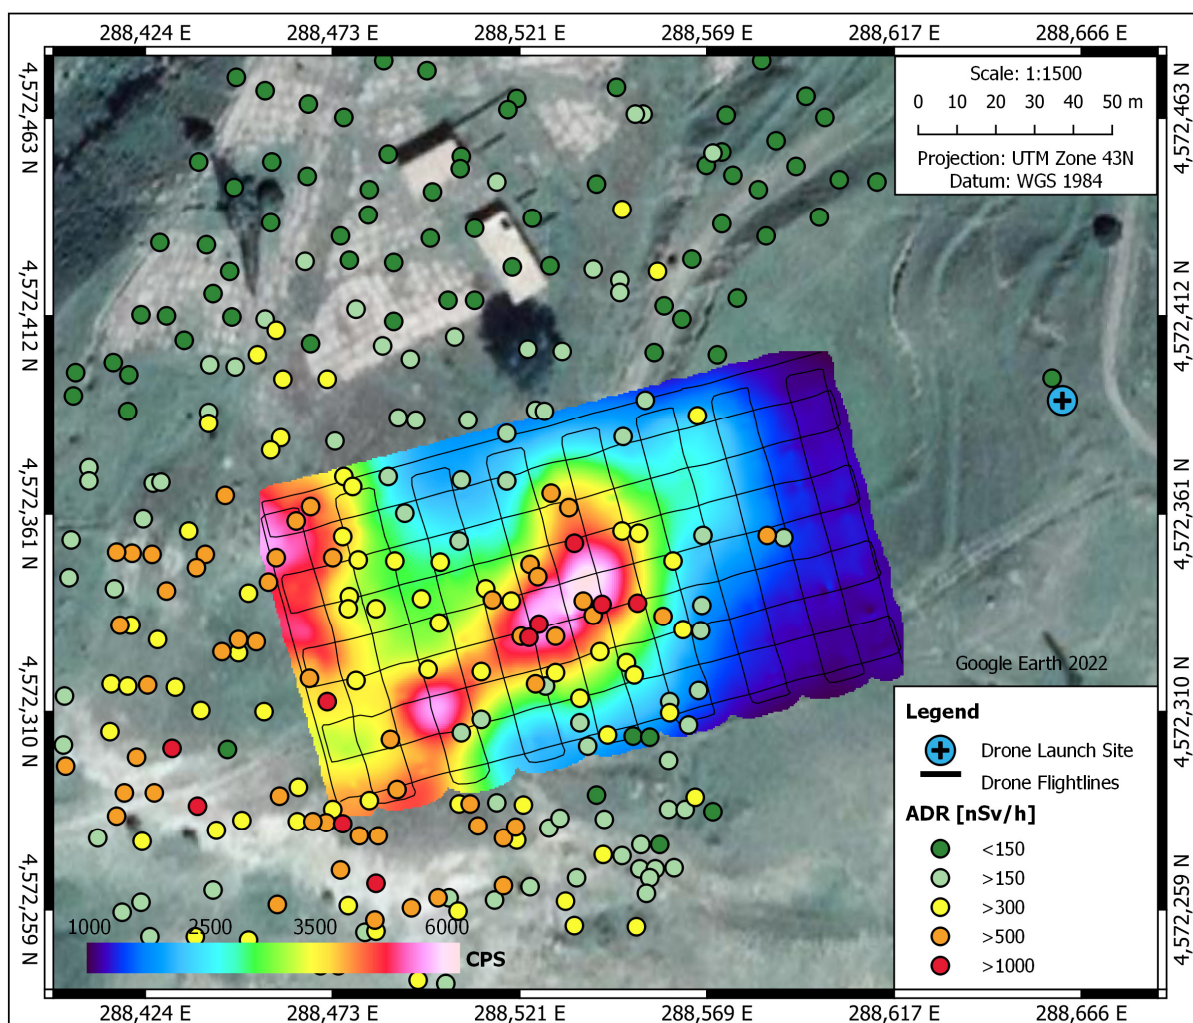 288,424 E 288,473 E 288,521 E 288,569 E 288,617 E 288,666 E
4,572,463 N
4,572,412 N
4,572,361 N
4,572,310 N
4,572,259 N
4,572,463 N
4,572,412 N
4,572,361 N
4,572,310 N
4,572,259 N
Scale: 1:1500
0 10 20 30 40 50 m
Projection: UTM Zone 43N
Datum: WGS 1984
Google Earth 2022
Legend
Drone Launch Site
Drone Flightlines
ADR [nSv/h]
<150
>150
>300
>500
>1000
1000 2500 3500 6000
CPS
288,424 E 288,473 E 288,521 E 288,569 E 288,617 E 288,666 E